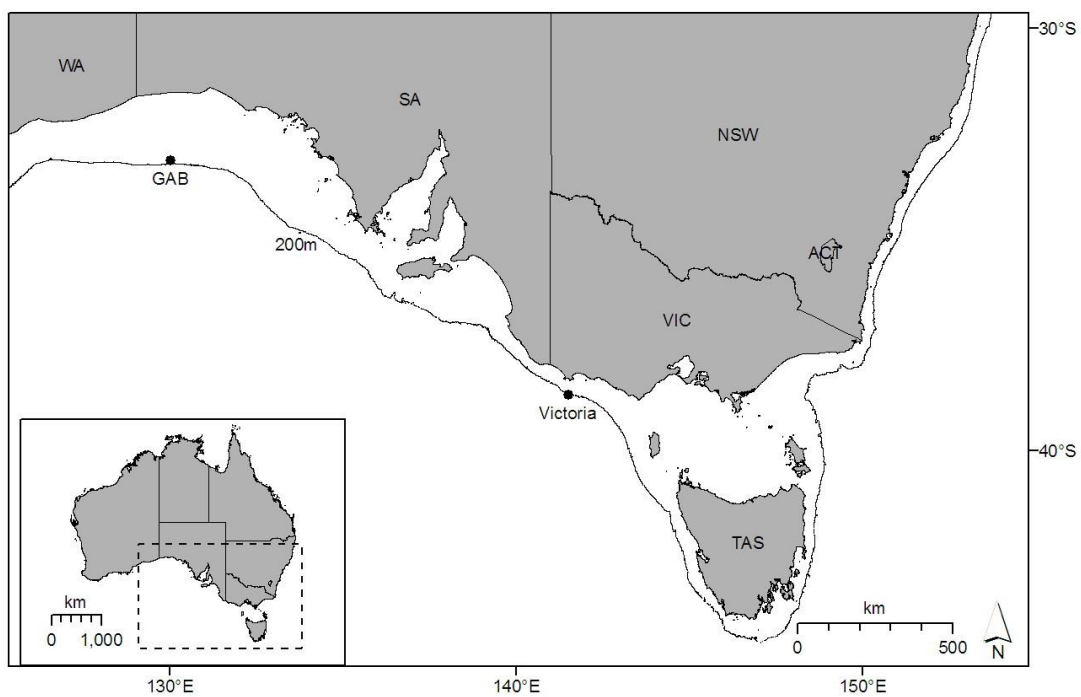 30°S
WA
SA
NSW
GAB
200m
ACT
VIC
Victoria
40°S
TAS
km
0 1,000
km
0 500
N
130°E 140°E 150°E